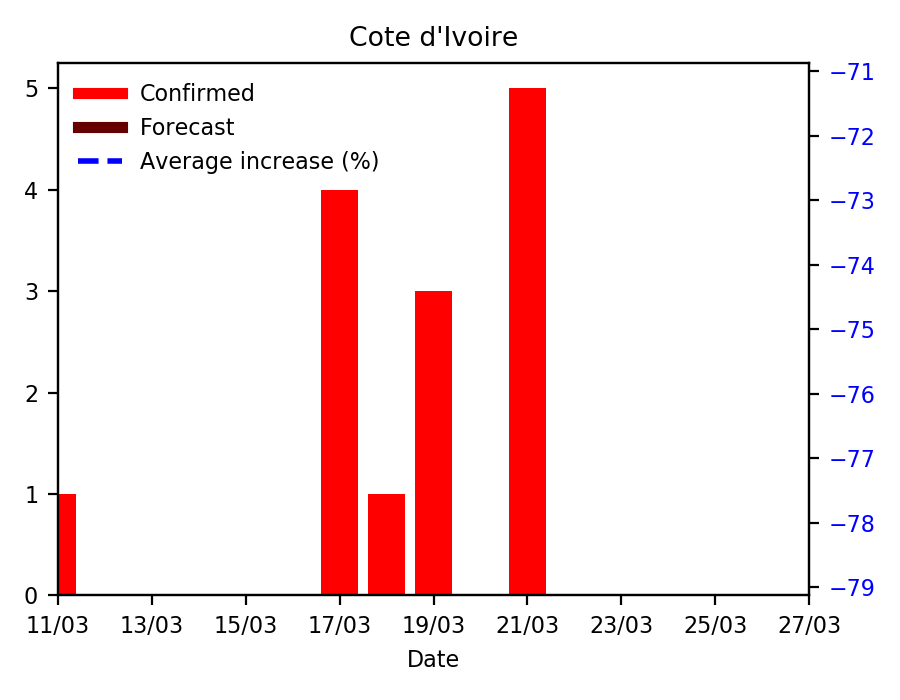 Cote d'Ivoire
Confirmed
Forecast
Average increase (%)
5
4
3
2
1
0
−71
−72
−73
−74
−75
−76
−77
−78
−79
11/03 13/03 15/03 17/03 19/03 21/03 23/03 25/03 27/03
Date